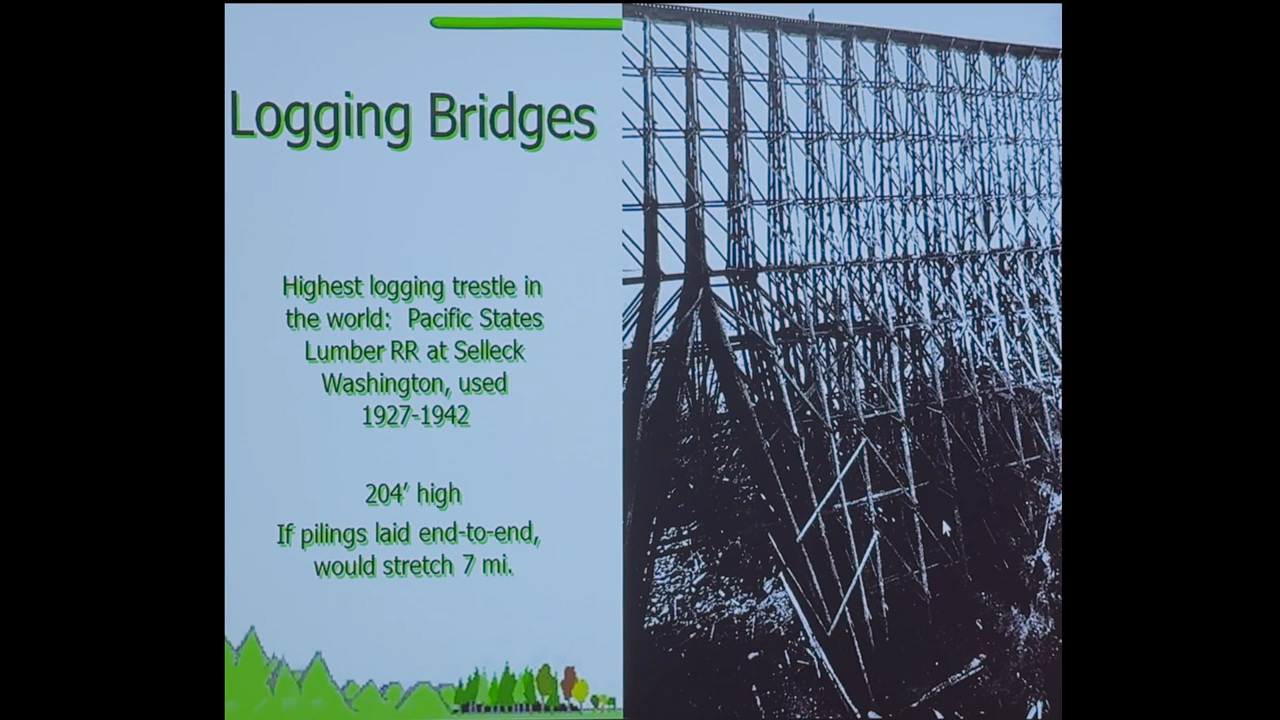 Logging Bridges
Highest logging trestle in
the world: Pacific States
Lumber RR at Selleck
Washington, used
1927-1942
204’ high
If pilings laid end-to-end,
would stretch 7 mi.